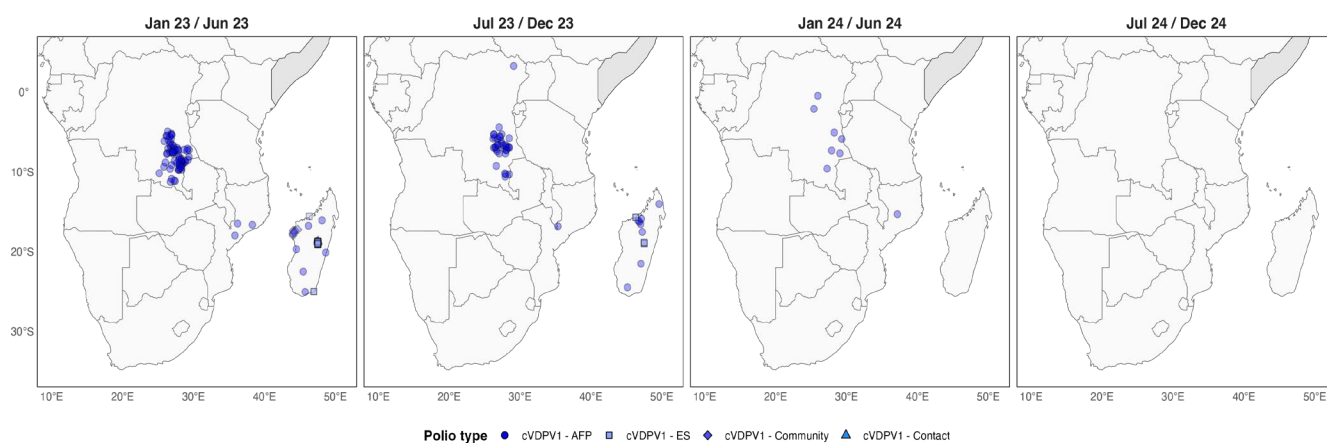 Jan 23 / Jun 23 Jul 23 / Dec 23 Jan 24 / Jun 24 Jul 24 / Dec 24
0°
10°S
20°S
30°S
10°E 20°E 30°E 40°E 50°E 10°E 20°E 30°E 40°E 50°E 10°E 20°E 30°E 40°E 50°E 10°E 20°E 30°E 40°E 50°E
Polio type cVDPV1 - AFP cVDPV1 - ES cVDPV1 - Community cVDPV1 - Contact